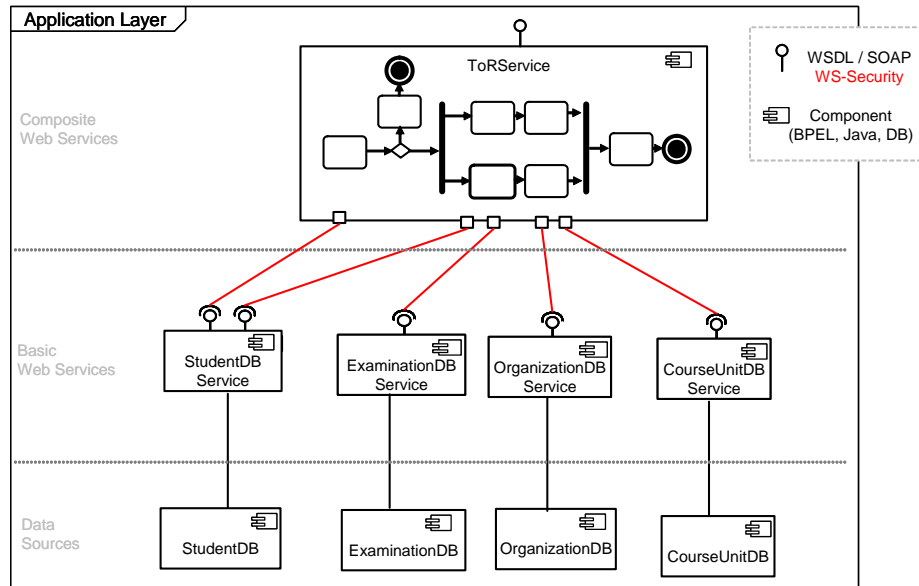 Application Layer
WSDL / SOAP
WS-Security
Component
(BPEL, Java, DB)
Composite
Web Services
ToRService
Basic
Web Services
StudentDB
Service
ExaminationDB
Service
OrganizationDB
Service
CourseUnitDB
Service
Data
Sources
StudentDB
ExaminationDB
OrganizationDB
CourseUnitDB